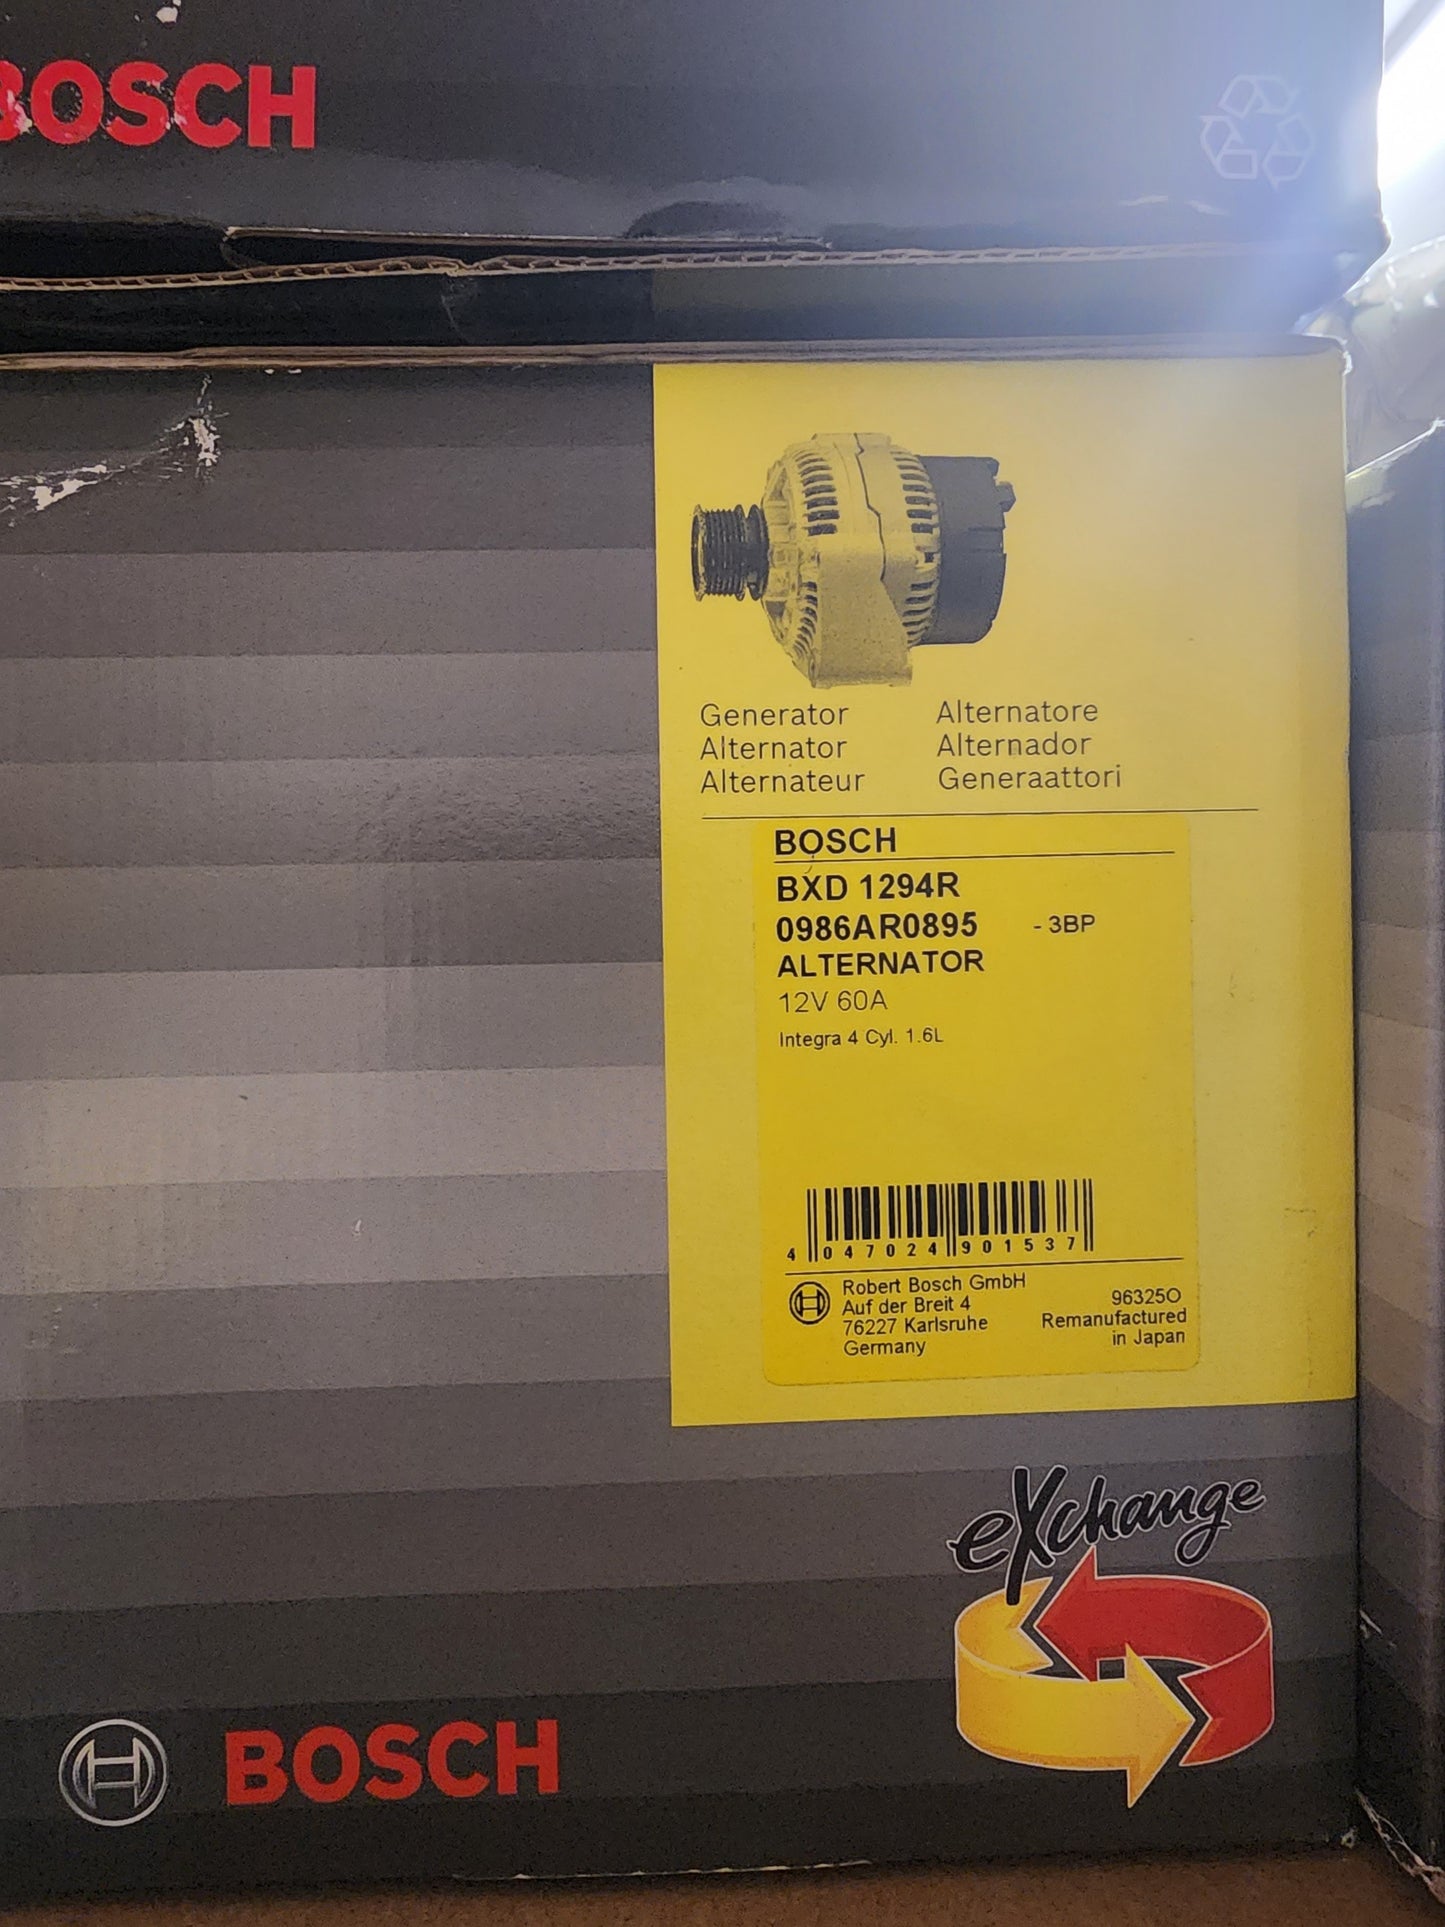 BOSCH
Generator
Alternator
Alternateur
Alternatore
Alternador
Generaattori
BOSCH
BXD 1294R
0986AR0895 - 3BP
ALTERNATOR
12V 60A
Integra 4 Cyl. 1.6L
4 047024 901537
Robert Bosch GmbH
Auf der Breit 4
76227 Karlsruhe
Germany
96325O
Remanufactured
in Japan
eXchange
BOSCH